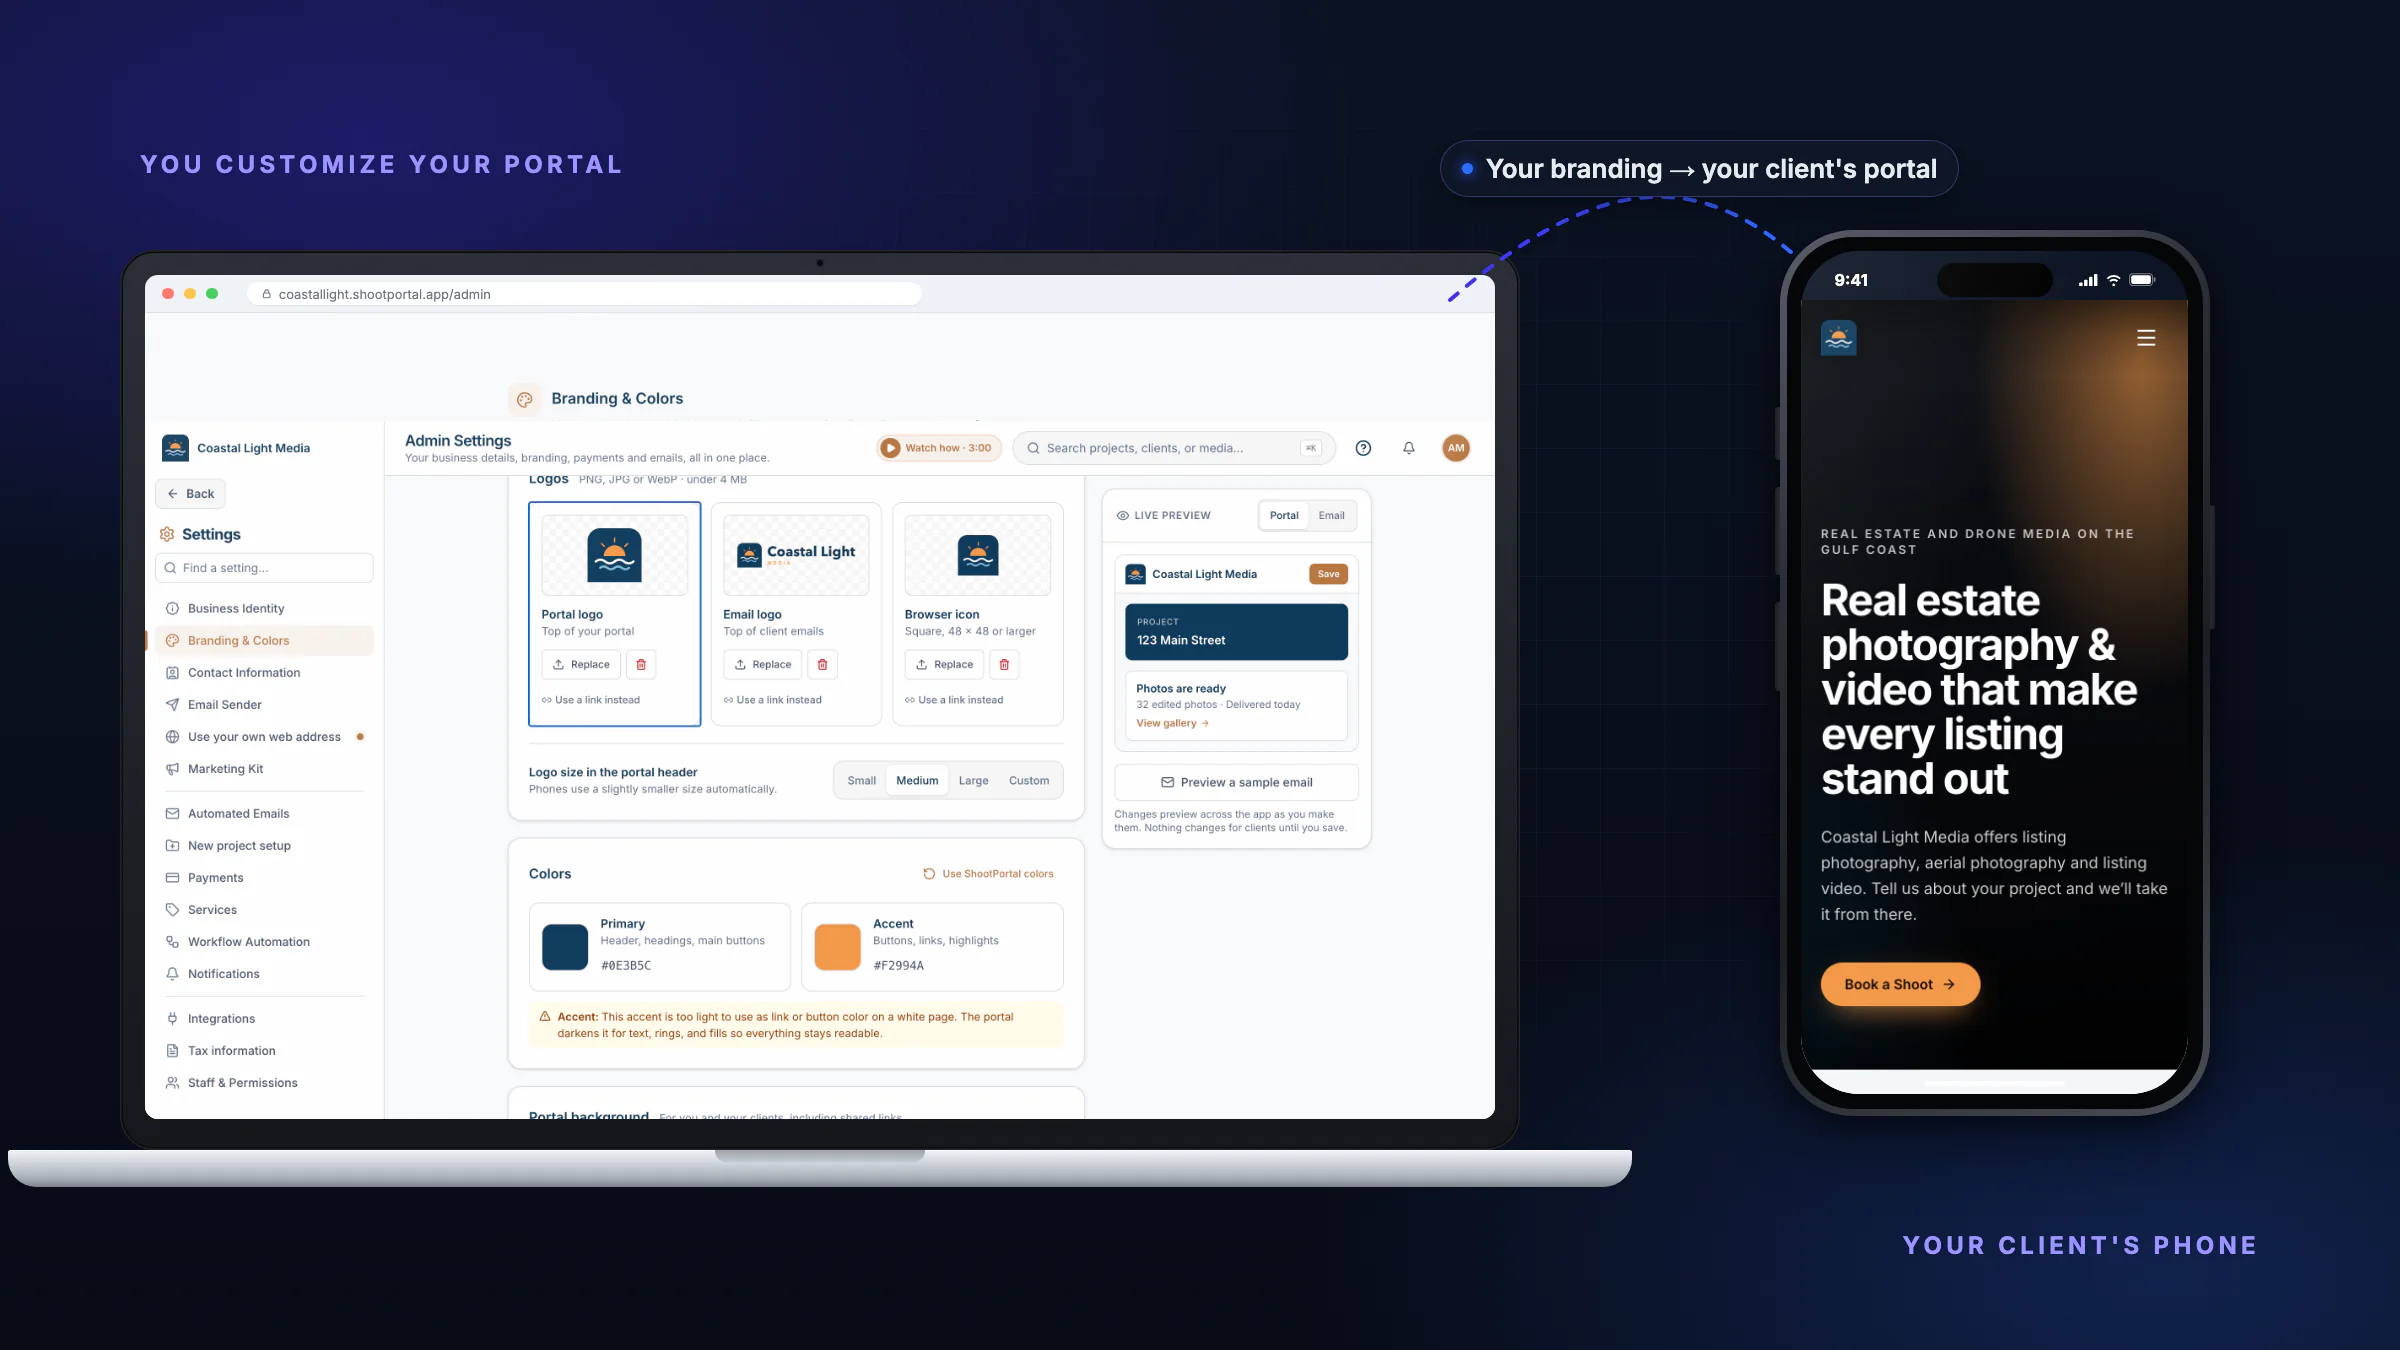 YOU CUSTOMIZE YOUR PORTAL
Your branding → your client's portal
coastallight.shootportal.app/admin
Branding & Colors
Coastal Light Media
Back
Settings
Find a setting...
Business Identity
Branding & Colors
Contact Information
Email Sender
Use your own web address
Marketing Kit
Automated Emails
New project setup
Payments
Services
Workflow Automation
Notifications
Integrations
Tax information
Staff & Permissions
Admin Settings
Your business details, branding, payments and emails, all in one place.
Watch how · 3:00
Search projects, clients, or media...
⌘K
AM
Logos PNG, JPG or WebP · under 4 MB
Portal logo
Top of your portal
Replace
Use a link instead
Coastal Light
MEDIA
Email logo
Top of client emails
Replace
Use a link instead
Browser icon
Square, 48 × 48 or larger
Replace
Use a link instead
Logo size in the portal header
Phones use a slightly smaller size automatically.
Small Medium Large Custom
Colors
Use ShootPortal colors
Primary
Header, headings, main buttons
#0E3B5C
Accent
Buttons, links, highlights
#F2994A
Accent: This accent is too light to use as link or button color on a white page. The portal
darkens it for text, rings, and fills so everything stays readable.
Portal background For you and your clients, including shared links
LIVE PREVIEW
Portal Email
Coastal Light Media
Save
PROJECT
123 Main Street
Photos are ready
32 edited photos · Delivered today
View gallery →
Preview a sample email
Changes preview across the app as you make
them. Nothing changes for clients until you save.
9:41
REAL ESTATE AND DRONE MEDIA ON THE
GULF COAST
Real estate
photography &
video that make
every listing
stand out
Coastal Light Media offers listing
photography, aerial photography and listing
video. Tell us about your project and we'll take
it from there.
Book a Shoot →
YOUR CLIENT'S PHONE